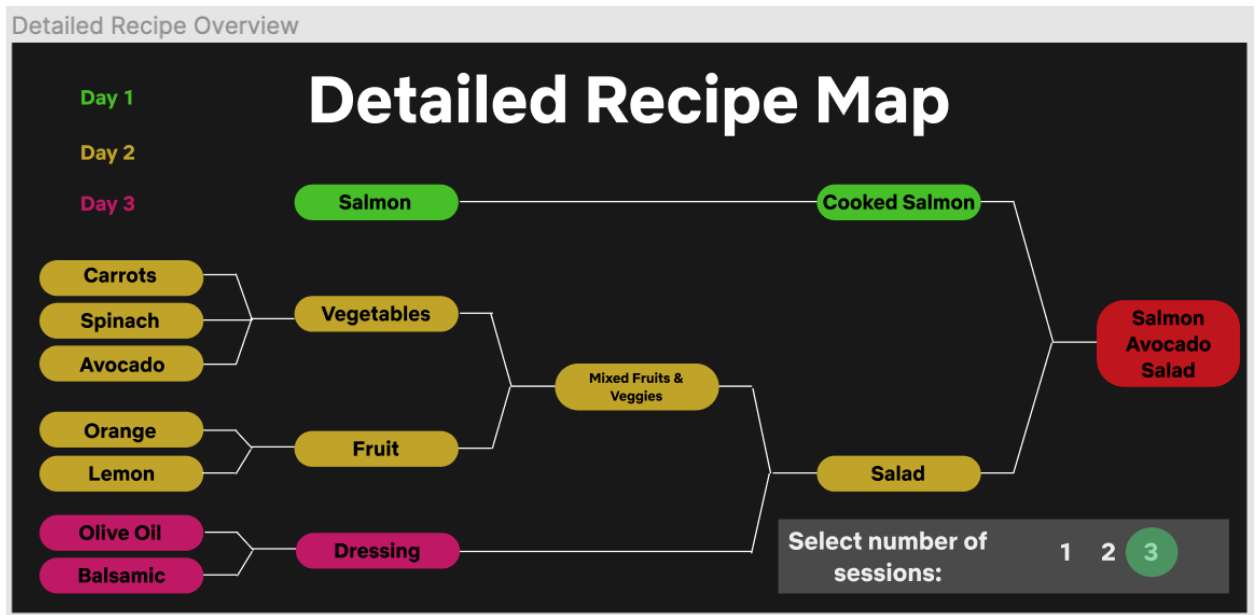 Detailed Recipe Overview
Detailed Recipe Map
Day 1
Day 2
Day 3
Salmon
Cooked Salmon
Carrots
Spinach
Avocado
Vegetables
Orange
Lemon
Fruit
Mixed Fruits &
Veggies
Olive Oil
Balsamic
Dressing
Salad
Salmon
Avocado
Salad
Select number of
sessions:
1 2 3